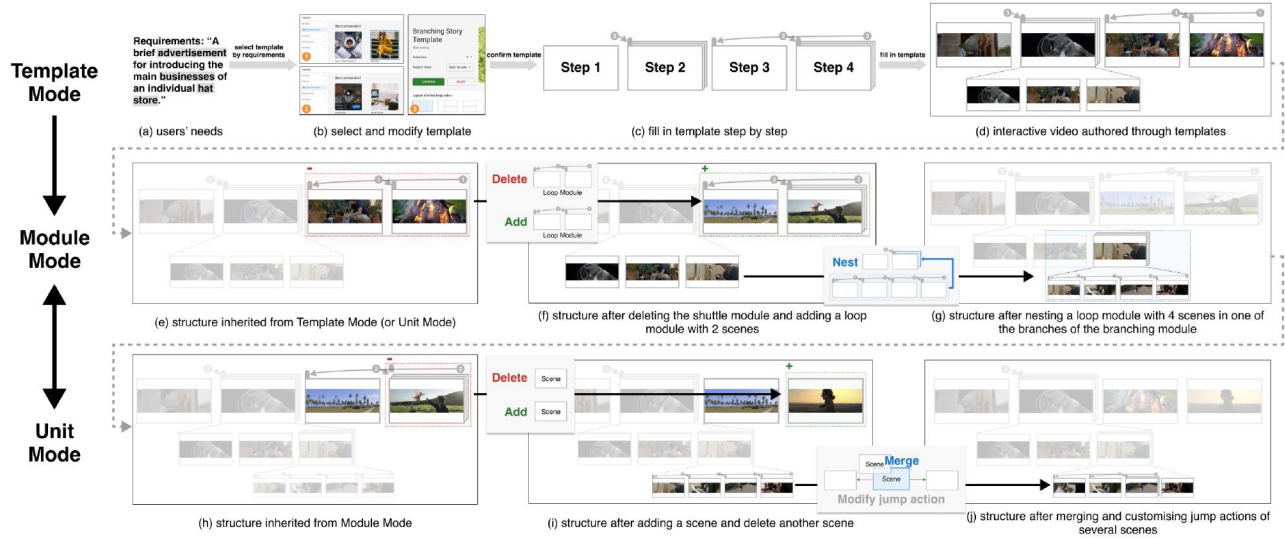 Template
Mode
Module
Mode
Unit
Mode
Requirements: “A
brief advertisement
for introducing the
main businesses of
an individual hat
store.”
(a) users’ needs
select template
by requirements
1
2
Branching Story
Template
3
(b) select and modify template
confirm template
Step 1
Step 2
Step 3
Step 4
(c) fill in template step by step
fill in template
(d) interactive video authored through templates
(e) structure inherited from Template Mode (or Unit Mode)
Delete
Loop Module
Add
Loop Module
(f) structure after deleting the shuttle module and adding a loop
module with 2 scenes
Nest
(g) structure after nesting a loop module with 4 scenes in one of
the branches of the branching module
(h) structure inherited from Module Mode
Delete
Scene
Add
Scene
(i) structure after adding a scene and delete another scene
Scene
Merge
Scene
Modify jump action
(j) structure after merging and customising jump actions of
several scenes